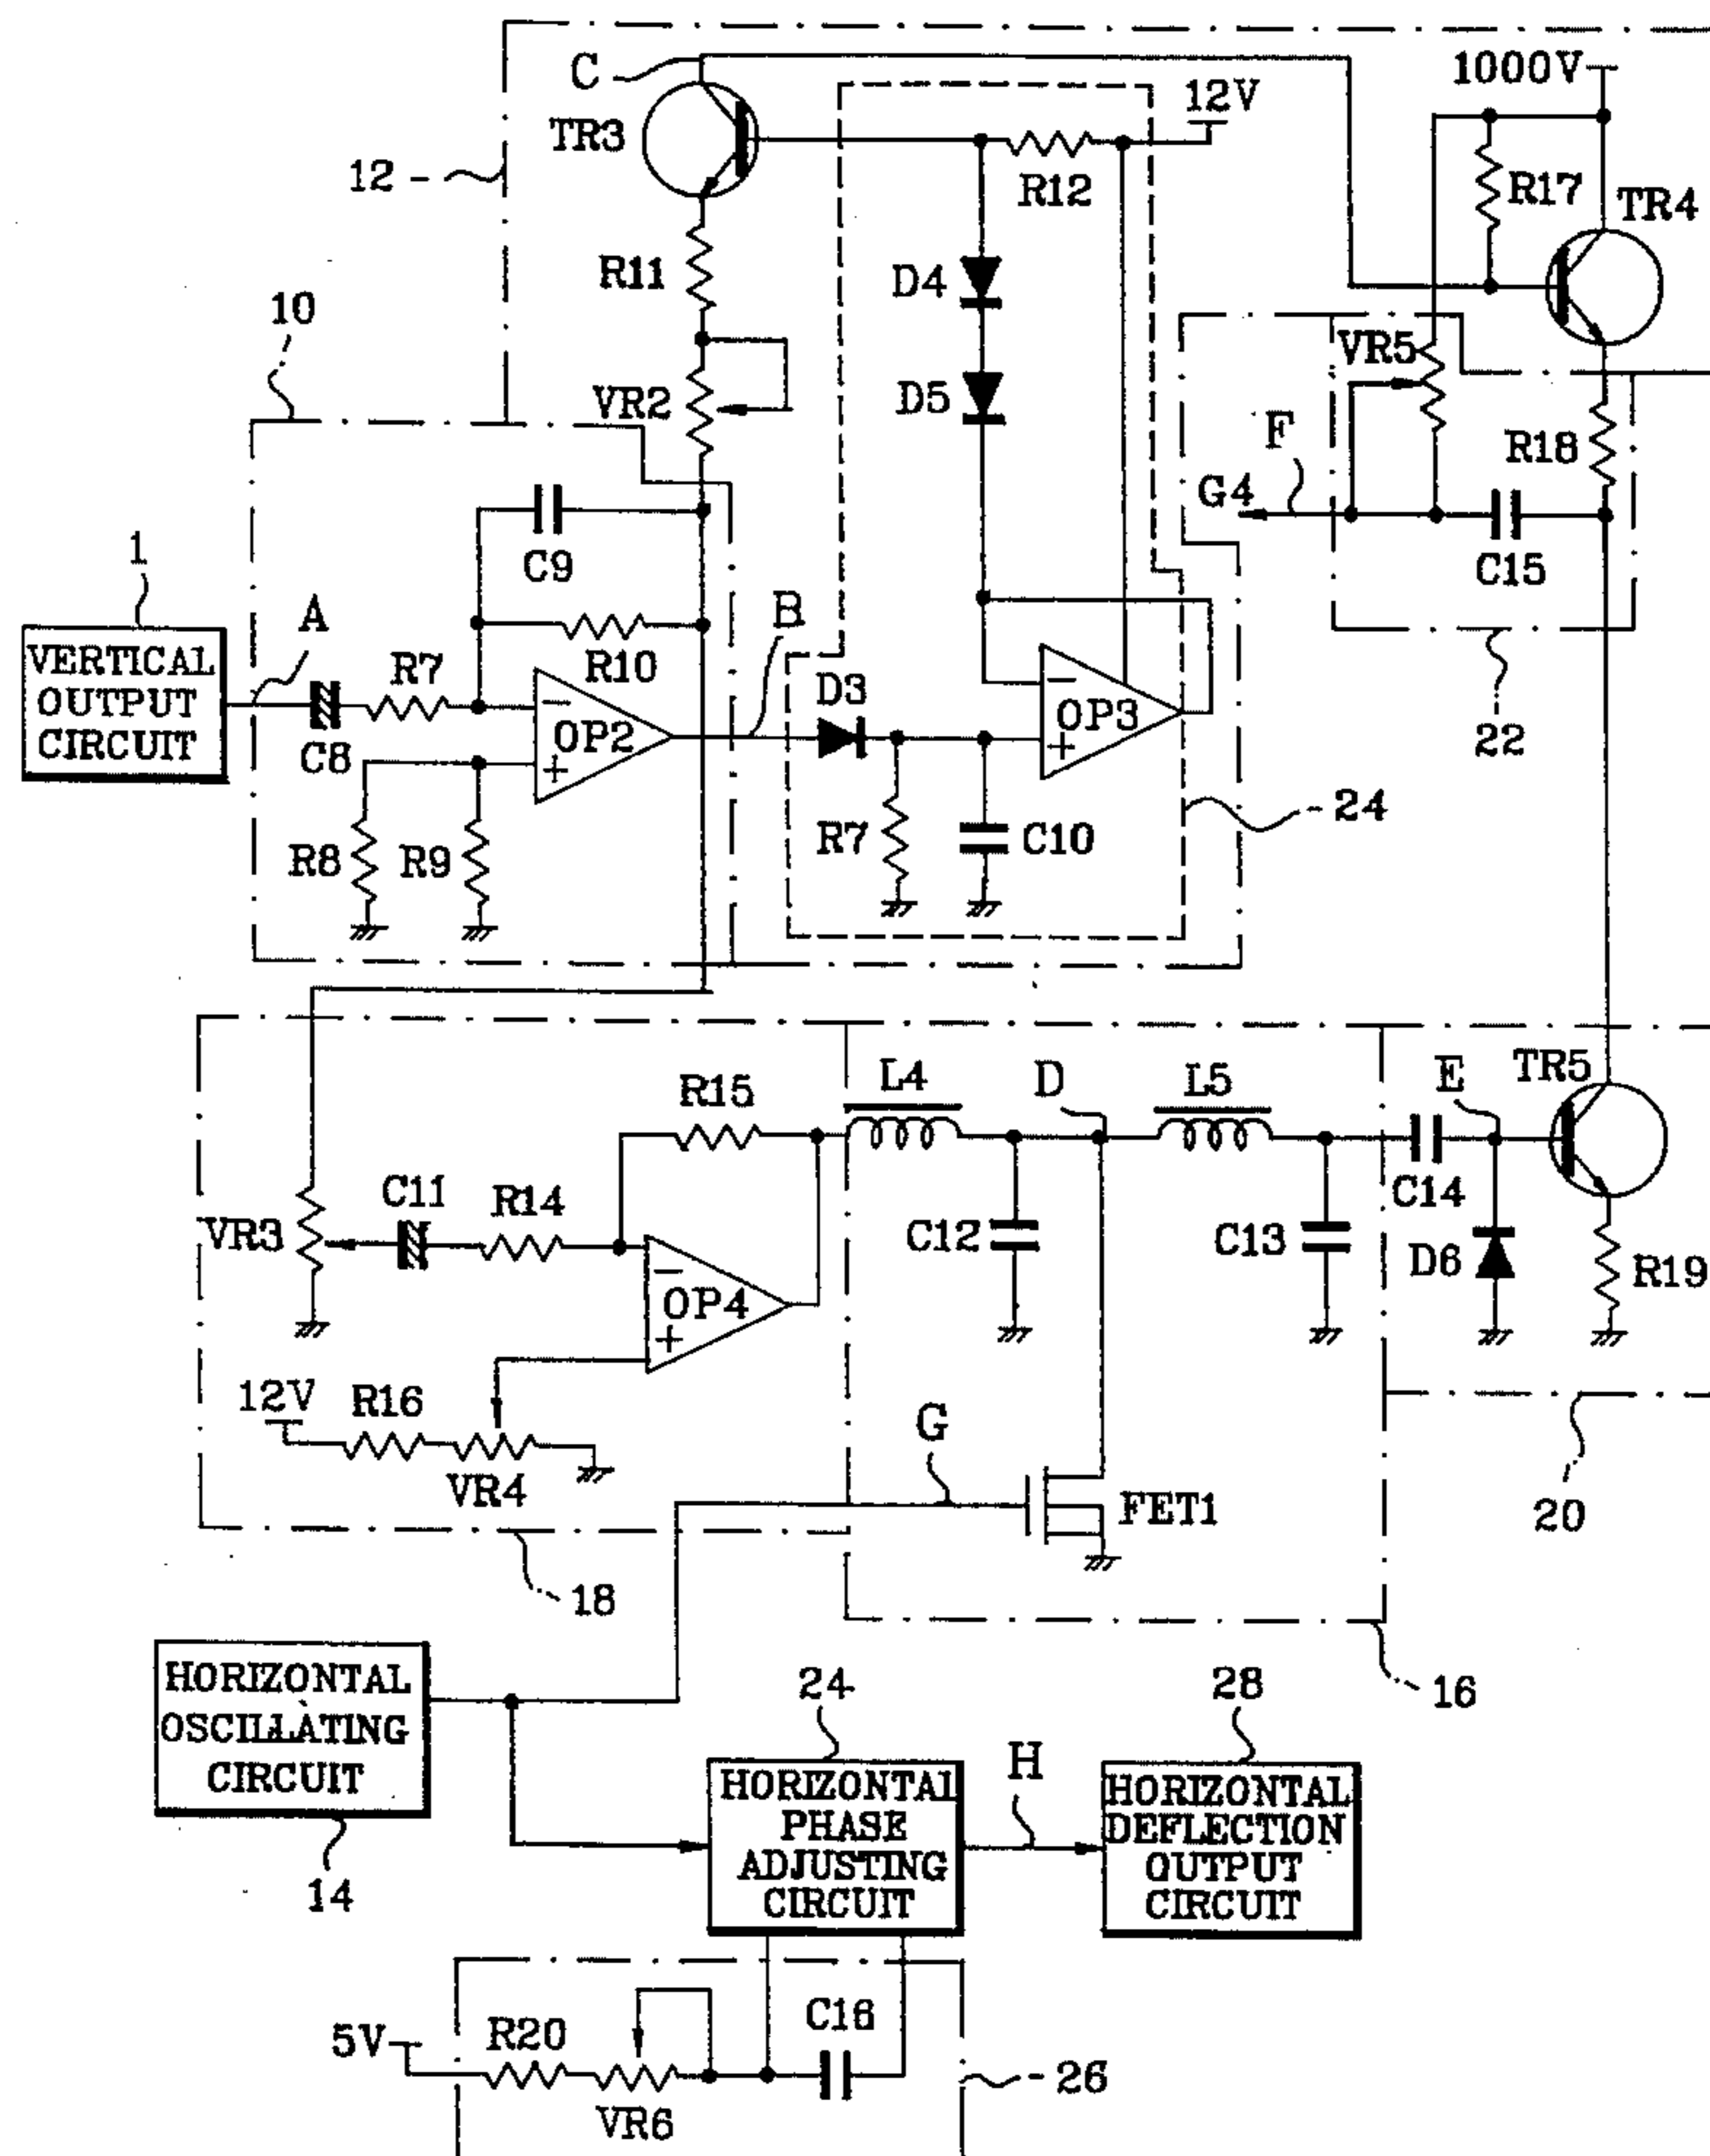 C
12V
1000V
TR3
12
R12
R17
TR4
R11
D4
10
VR5
VR2
D5
F
R18
G4
C9
C15
1
A
B
VERTICAL
OUTPUT
CIRCUIT
R7
R10
D3
OP2
OP3
C8
22
24
R8
R9
R7
C10
R15
L4
D
L5
E
TR5
C11
R14
C14
VR3
C12
C13
D6
R19
OP4
12V
R16
G
VR4
FET1
20
18
HORIZONTAL
OSCILLATING
CIRCUIT
24
28
16
H
HORIZONTAL
PHASE
ADJUSTING
CIRCUIT
HORIZONTAL
DEFLECTION
OUTPUT
CIRCUIT
14
5V
R20
C16
26
VR6